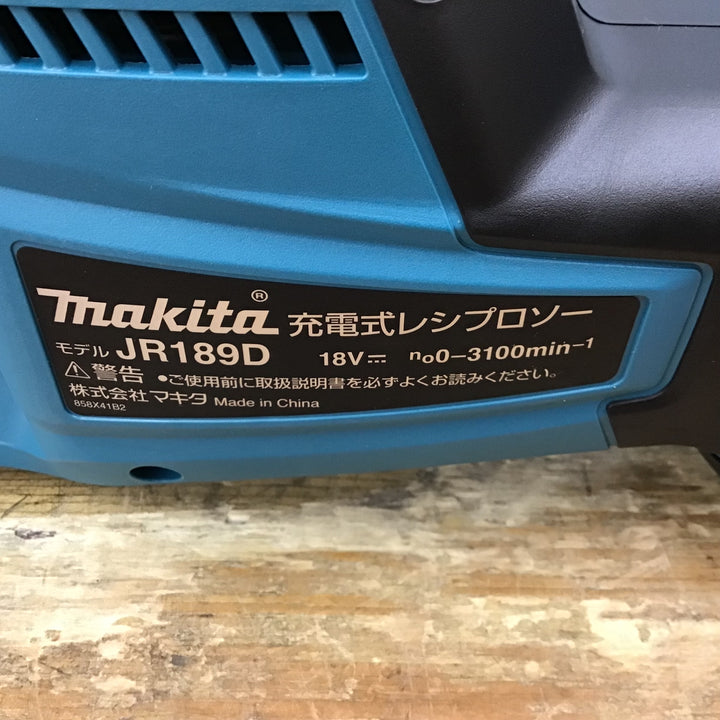 makita® 充電式レシプロソー
モデル JR189D 18V⎓ n₀0-3100min⁻¹
⚠警告 •ご使用前に取扱説明書を必ずよくお読みください。
株式会社 マキタ Made in China
858X41B2